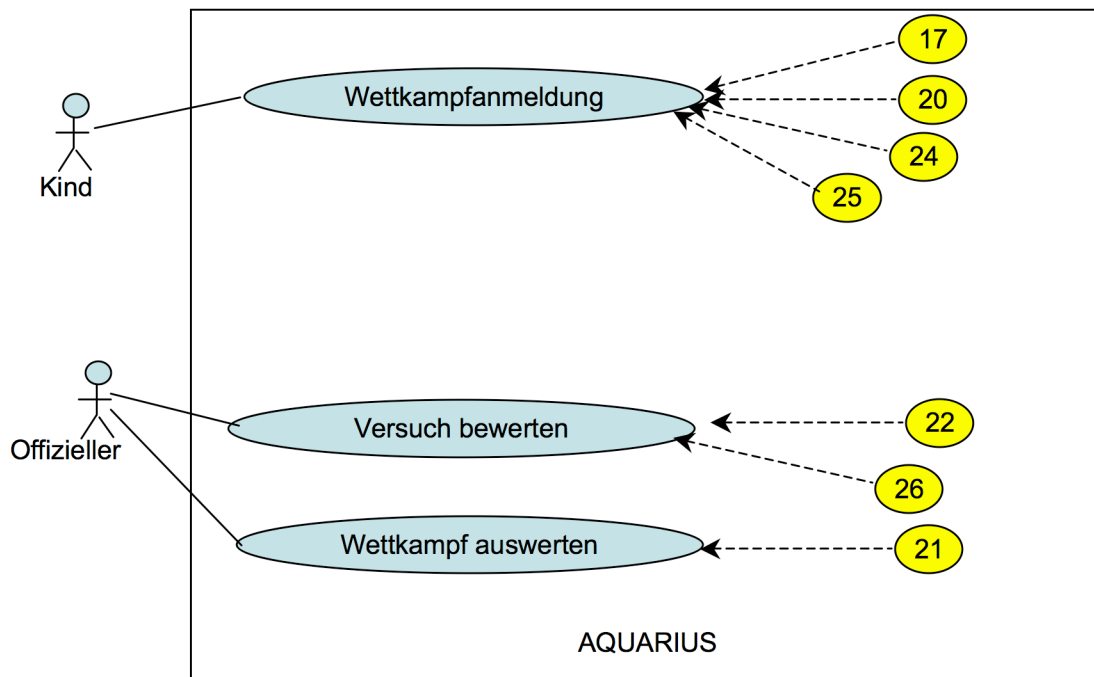 17
Wettkampfanmeldung
20
24
Kind
25
Versuch bewerten
22
Offizieller
26
Wettkampf auswerten
21
AQUARIUS